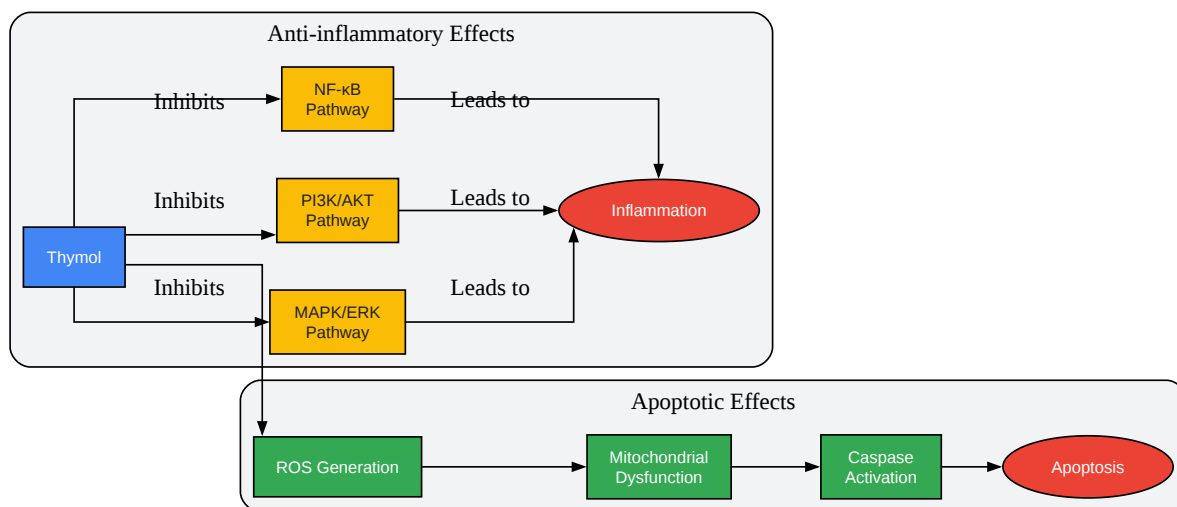 Anti-inflammatory Effects
Inhibits
NF-κB
Pathway
Leads to
Inhibits
PI3K/AKT
Pathway
Leads to
Inflammation
Thymol
Inhibits
MAPK/ERK
Pathway
Leads to
Apoptotic Effects
ROS Generation
Mitochondrial
Dysfunction
Caspase
Activation
Apoptosis